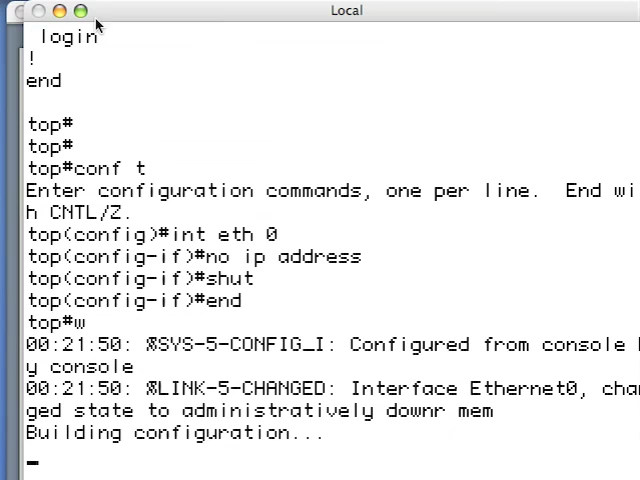 Local
login
!
end
top#
top#
top#conf t
Enter configuration commands, one per line.  End wi
h CNTL/Z.
top(config)#int eth 0
top(config-if)#no ip address
top(config-if)#shut
top(config-if)#end
top#w
00:21:50: %SYS-5-CONFIG_I: Configured from console
y console
00:21:50: %LINK-5-CHANGED: Interface Ethernet0, cha
ged state to administratively downr mem
Building configuration...